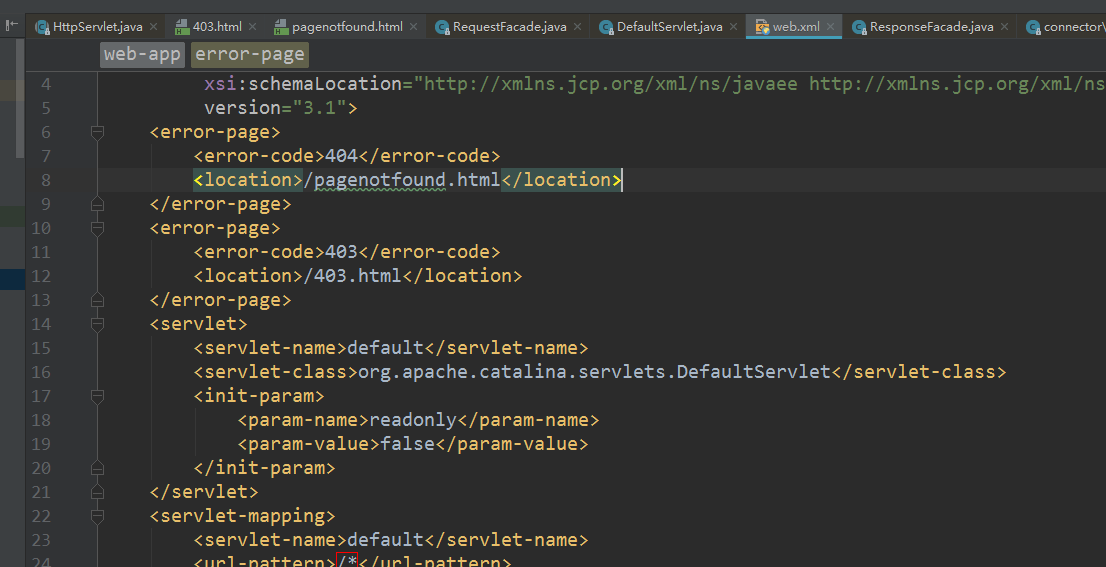 HttpServlet.java 403.html pagenotfound.html RequestFacade.java DefaultServlet.java web.xml ResponseFacade.java connector\
web-app error-page
4 xsi:schemaLocation="http://xmlns.jcp.org/xml/ns/javaee http://xmlns.jcp.org/xml/ns
5 version="3.1">
6 <error-page>
7 <error-code>404</error-code>
8 <location>/pagenotfound.html</location>
9 </error-page>
10 <error-page>
11 <error-code>403</error-code>
12 <location>/403.html</location>
13 </error-page>
14 <servlet>
15 <servlet-name>default</servlet-name>
16 <servlet-class>org.apache.catalina.servlets.DefaultServlet</servlet-class>
17 <init-param>
18 <param-name>readonly</param-name>
19 <param-value>false</param-value>
20 </init-param>
21 </servlet>
22 <servlet-mapping>
23 <servlet-name>default</servlet-name>
24 <url-pattern>/*</url-pattern>